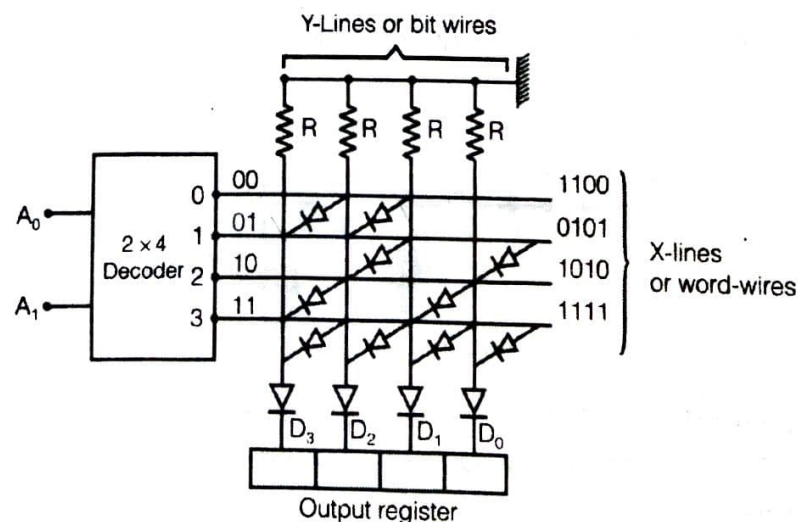 Y-Lines or bit wires
R R R R
0 00 1100
A₀
1 01 0101
2 × 4
Decoder
2 10 1010
X-lines
or word-wires
A₁
3 11 1111
D₃ D₂ D₁ D₀
Output register